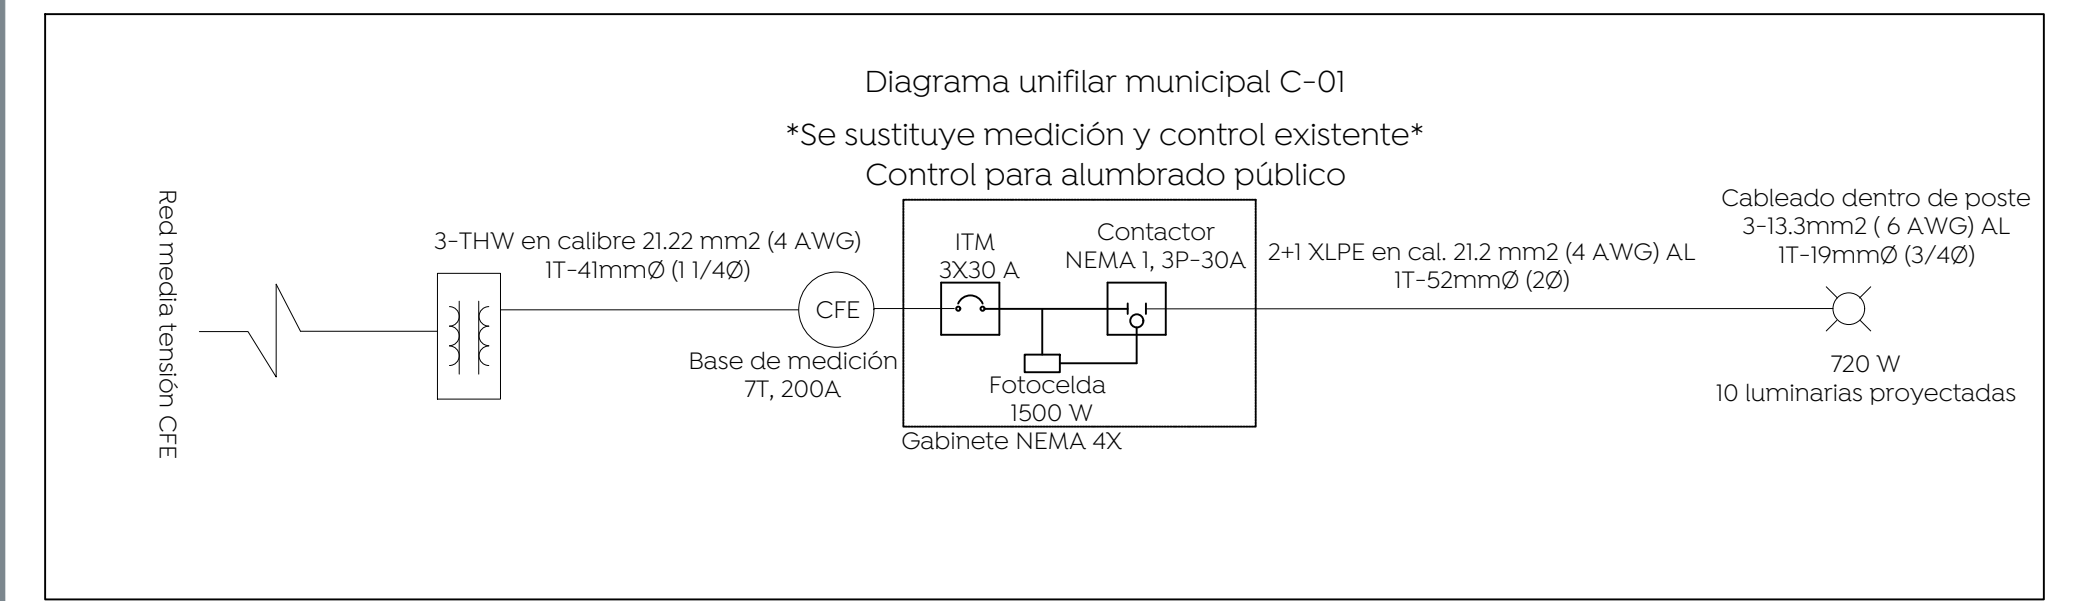 Diagrama unifilar municipal C-01
*Se sustituye medición y control existente*
Control para alumbrado público
Red media tensión CFE
3-THW en calibre 21.22 mm2 (4 AWG)
1T-41mmØ (1 1/4Ø)
CFE
Base de medición
7T, 200A
ITM
3X30 A
Contactor
NEMA 1, 3P-30A
Fotocelda
1500 W
Gabinete NEMA 4X
2+1 XLPE en cal. 21.2 mm2 (4 AWG) AL
1T-52mmØ (2Ø)
Cableado dentro de poste
3-13.3mm2 ( 6 AWG) AL
1T-19mmØ (3/4Ø)
720 W
10 luminarias proyectadas